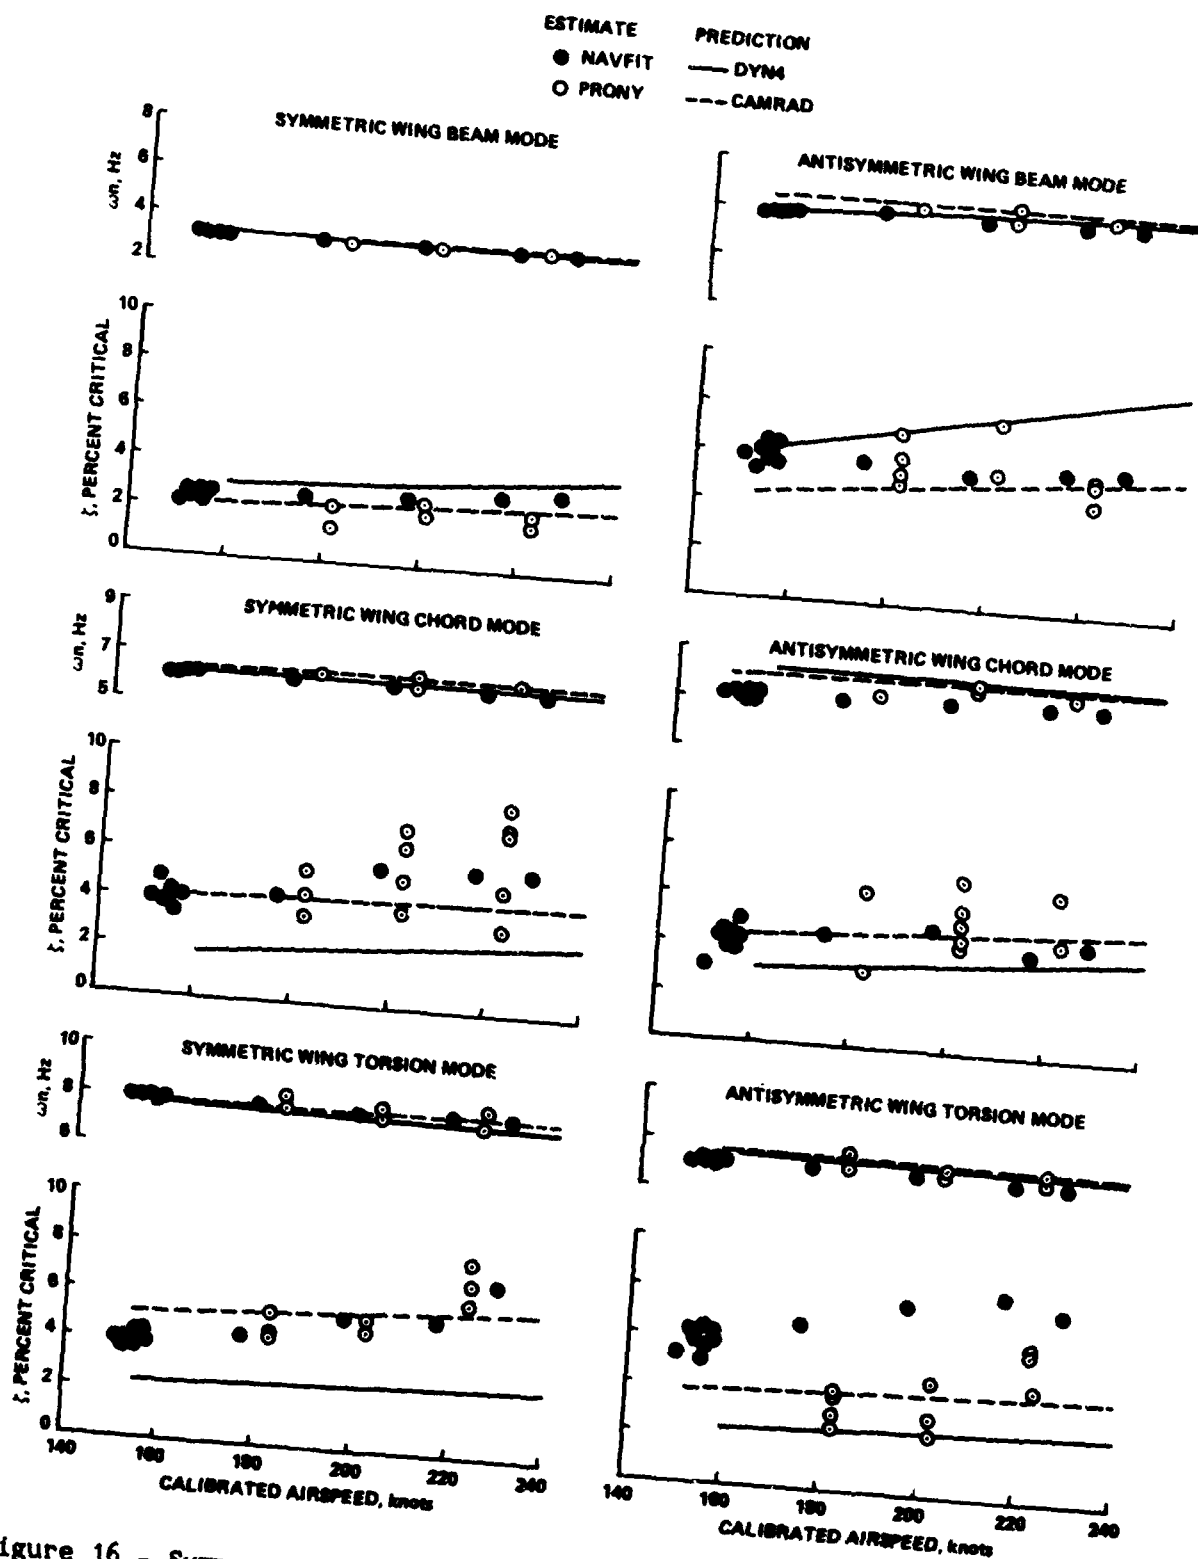 ESTIMATE PREDICTION
● NAVFIT — DYN4
○ PRONY --- CAMRAD
SYMMETRIC WING BEAM MODE
8
6
4
2
ωn, Hz
ANTISYMMETRIC WING BEAM MODE
10
8
6
4
2
0
ζ, PERCENT CRITICAL
SYMMETRIC WING CHORD MODE
9
7
5
ωn, Hz
ANTISYMMETRIC WING CHORD MODE
10
8
6
4
2
0
ζ, PERCENT CRITICAL
SYMMETRIC WING TORSION MODE
10
8
6
ωn, Hz
ANTISYMMETRIC WING TORSION MODE
10
8
6
4
2
0
ζ, PERCENT CRITICAL
140 160 180 200 220 240
CALIBRATED AIRSPEED, knots
140 160 180 200 220 240
CALIBRATED AIRSPEED, knots
igure 16 -